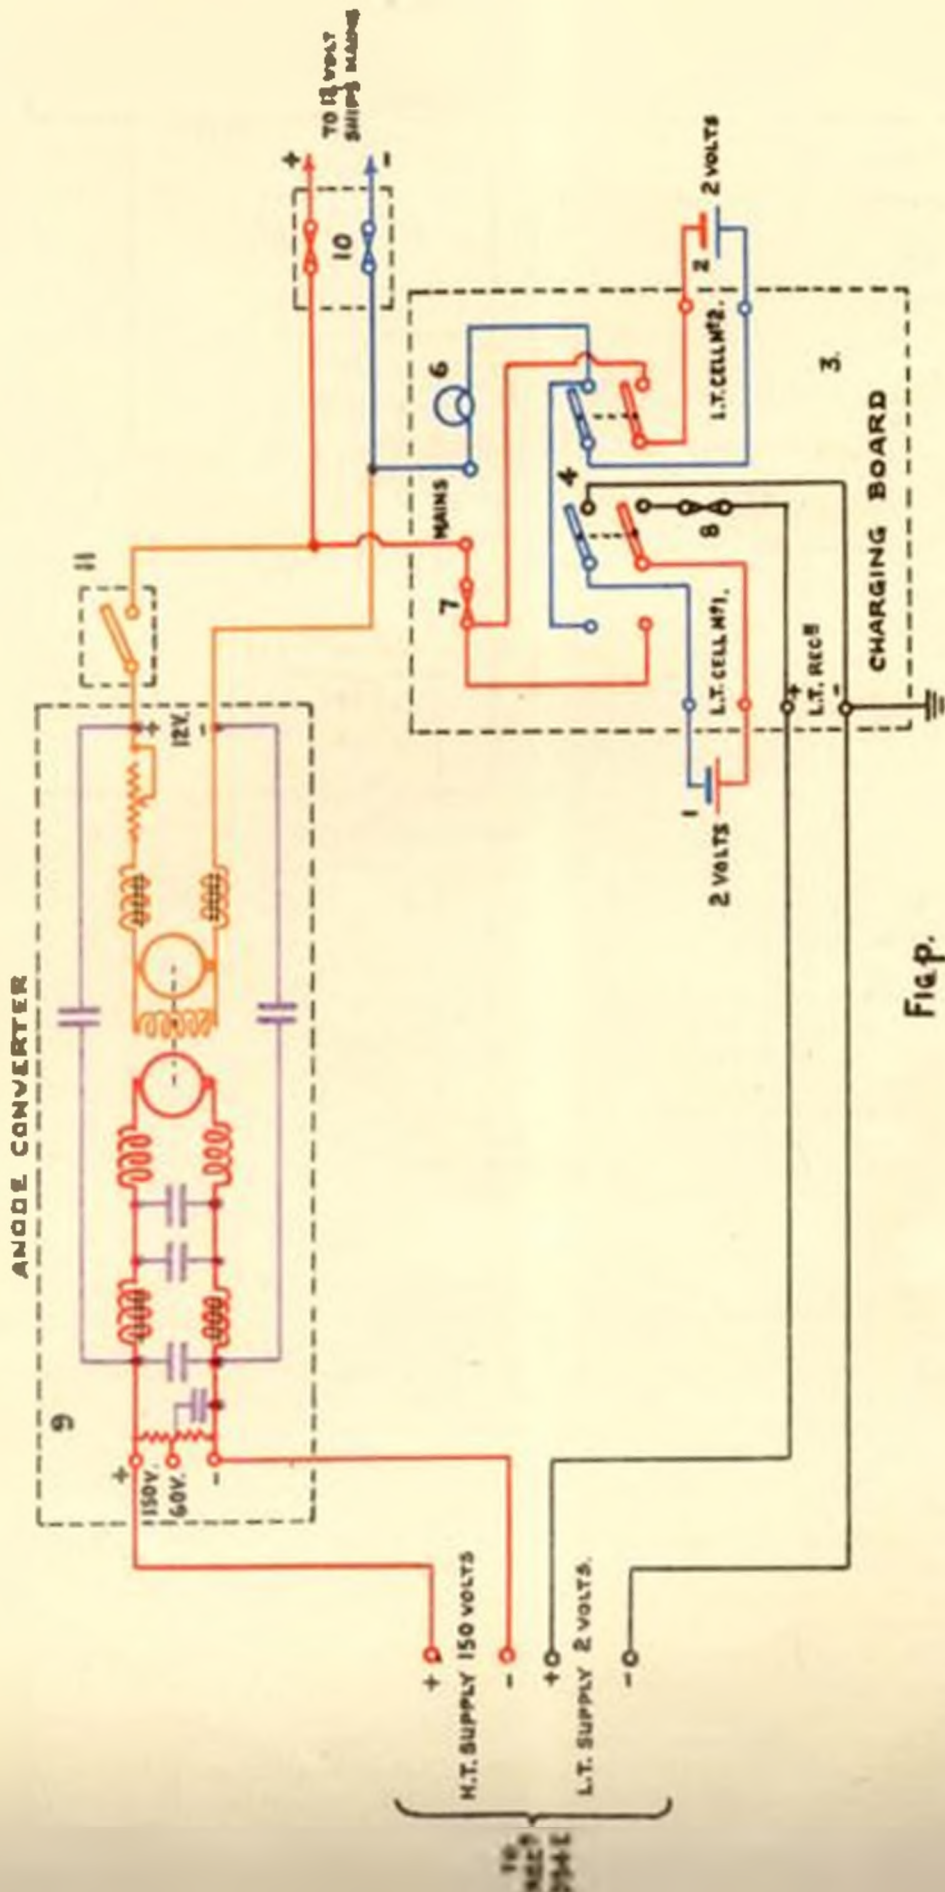 ANODE CONVERTER
9
+
150V.
60V.
-
+
12V.
-
11
TO 12 VOLT
SHIPS MAINS
+
-
10
MAINS
6
7
4
8
L.T. CELL Nº1.
L.T. CELL Nº2.
2
2 VOLTS
1
2 VOLTS
+
L.T. REC
-
3.
CHARGING BOARD
+
H.T. SUPPLY 150 VOLTS
-
+
L.T. SUPPLY 2 VOLTS.
-
TO
FIG P.